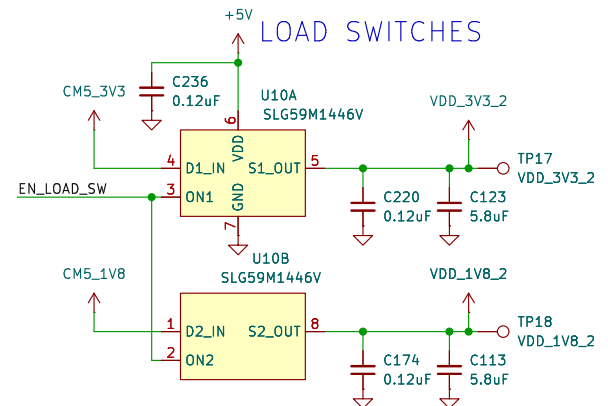 +5V
LOAD SWITCHES
C236
0.12uF
CM5_3V3
U10A
SLG59M1446V
VDD_3V3_2
6
VDD
4
D1_IN
S1_OUT
5
TP17
VDD_3V3_2
EN_LOAD_SW
3
ON1
GND
7
C220
0.12uF
C123
5.8uF
U10B
SLG59M1446V
CM5_1V8
VDD_1V8_2
1
D2_IN
S2_OUT
8
TP18
VDD_1V8_2
2
ON2
C174
0.12uF
C113
5.8uF